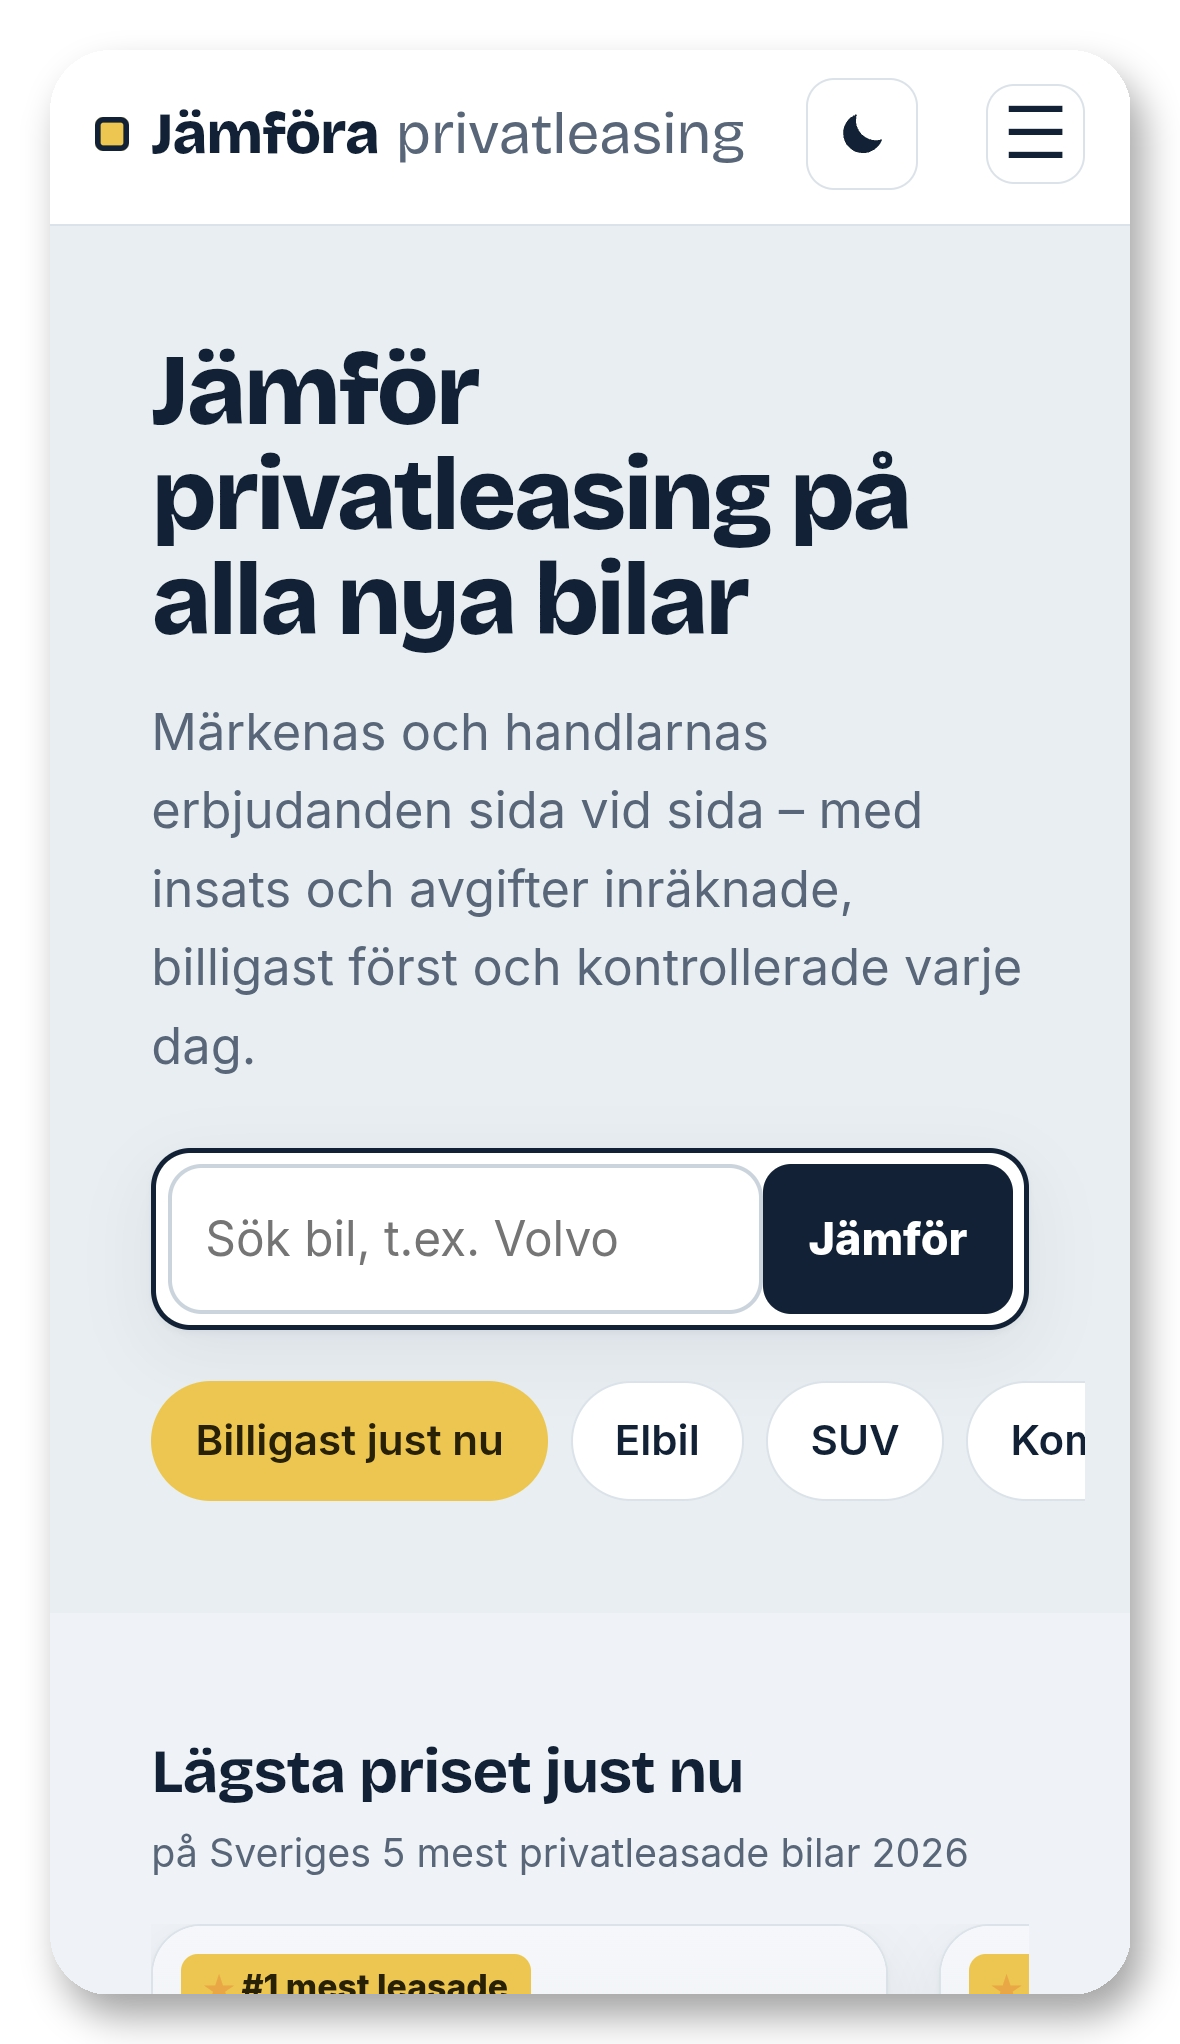 Jämföra privatleasing
Jämför
privatleasing på
alla nya bilar
Märkenas och handlarnas
erbjudanden sida vid sida – med
insats och avgifter inräknade,
billigast först och kontrollerade varje
dag.
Sök bil, t.ex. Volvo Jämför
Billigast just nu Elbil SUV
Lägsta priset just nu
på Sveriges 5 mest privatleasade bilar 2026
★ #1 mest leasade ★